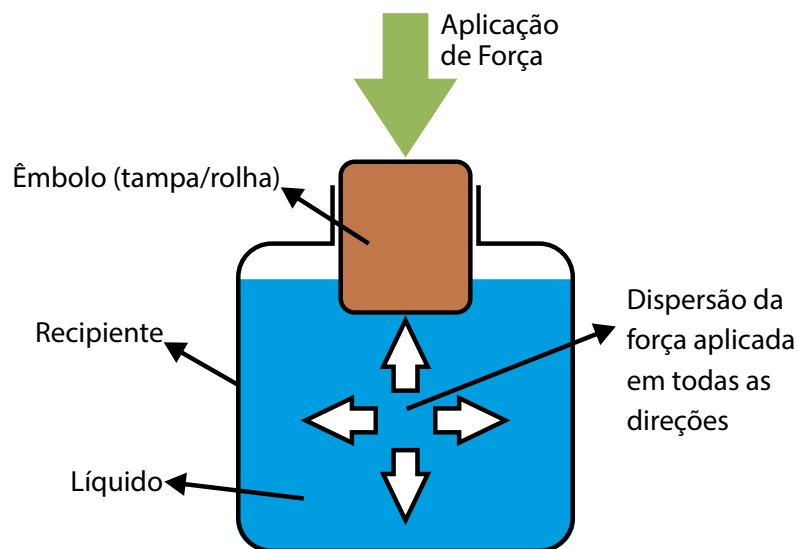 Aplicação
de Força
Êmbolo (tampa/rolha)
Dispersão da
força aplicada
em todas as
direções
Recipiente
Líquido